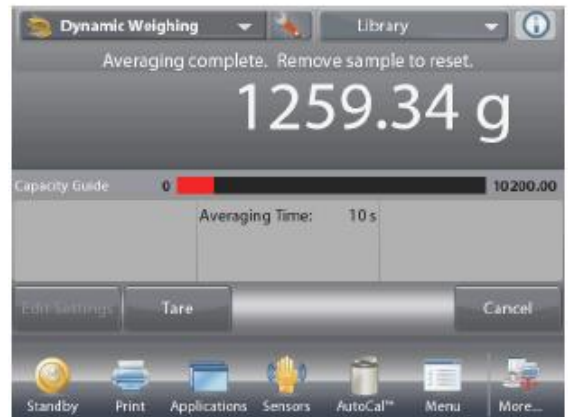 Dynamic Weighing Library
Averaging complete. Remove sample to reset.
1259.34 g
Capacity Guide 0 10200.00
Averaging Time: 10 s
Edit Settings Tare Cancel
Standby Print Applications Sensors AutoCal™ Menu More...